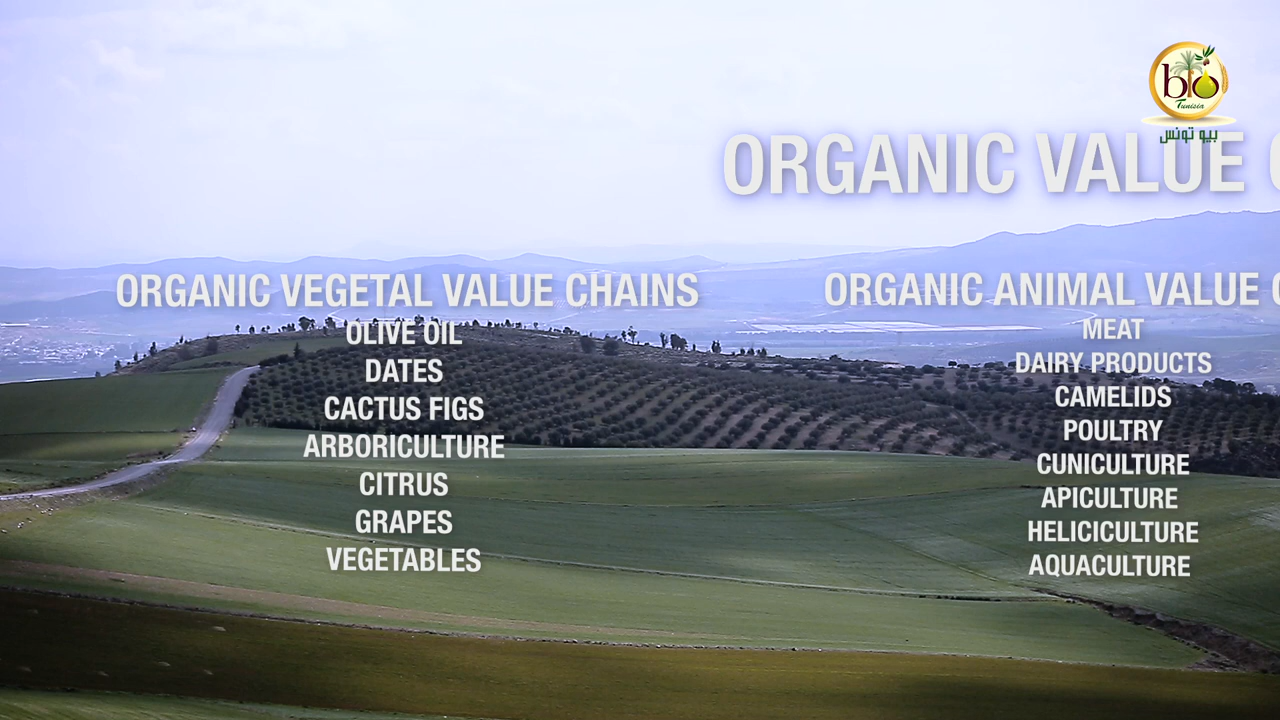 bio
Tunisia
بيو تونس
ORGANIC VALUE
ORGANIC VEGETAL VALUE CHAINS
OLIVE OIL
DATES
CACTUS FIGS
ARBORICULTURE
CITRUS
GRAPES
VEGETABLES
ORGANIC ANIMAL VALUE
MEAT
DAIRY PRODUCTS
CAMELIDS
POULTRY
CUNICULTURE
APICULTURE
HELICICULTURE
AQUACULTURE